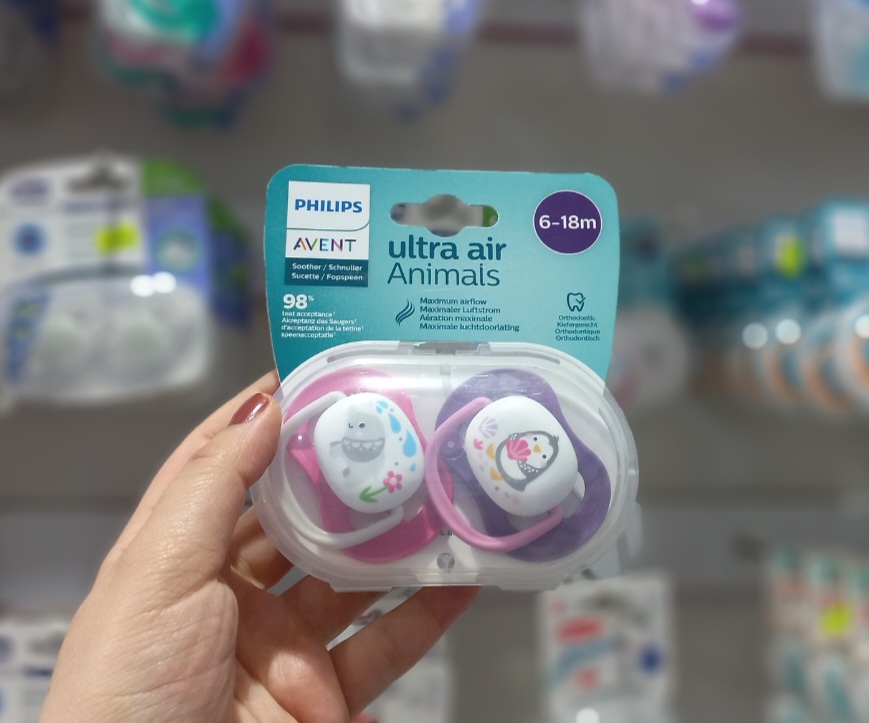 PHILIPS
AVENT
Soother / Schnuller
Sucette / Fopspeen
ultra air
Animals
6-18m
98%
teat acceptance¹
Akzeptanz des Saugers¹
d'acceptation de la tétine¹
speenacceptatie¹
Maximum airflow
Maximaler Luftstrom
Aération maximale
Maximale luchtdoorlating
Orthodontic
Kiefergerecht
Orthodontique
Orthodontisch